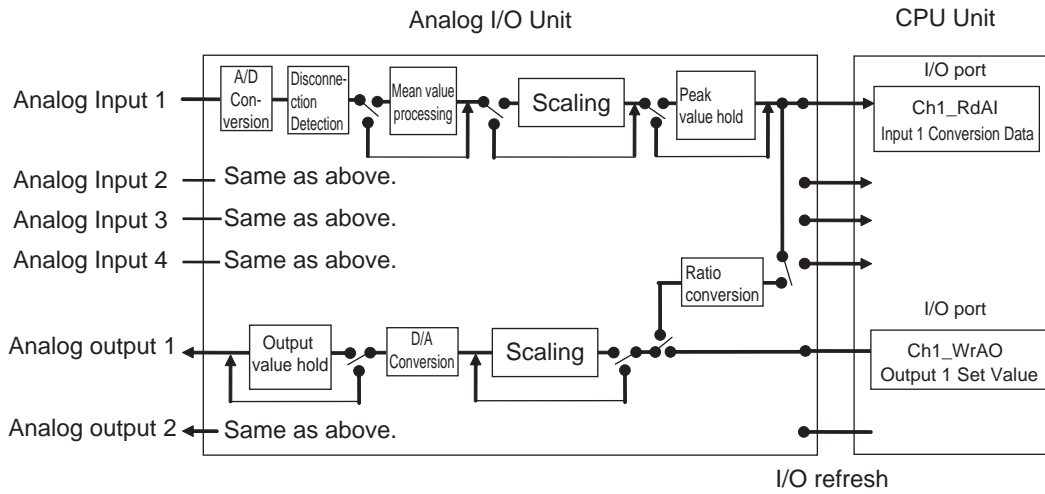 Analog I/O Unit
CPU Unit
Analog Input 1
A/D
Con-
version
Disconne-
ction
Detection
Mean value
processing
Scaling
Peak
value hold
I/O port
Ch1_RdAI
Input 1 Conversion Data
Analog Input 2
Same as above.
Analog Input 3
Same as above.
Analog Input 4
Same as above.
Ratio
conversion
I/O port
Analog output 1
Output
value hold
D/A
Conversion
Scaling
Ch1_WrAO
Output 1 Set Value
Analog output 2
Same as above.
I/O refresh